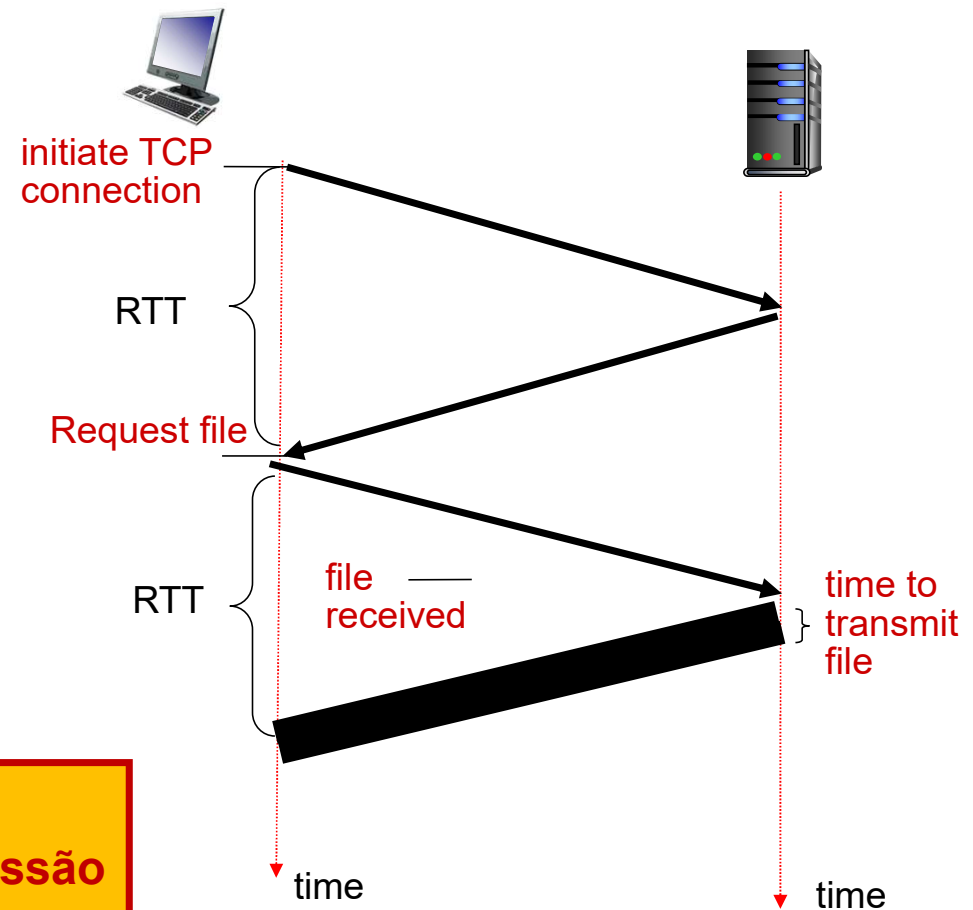 initiate TCP
connection
RTT
Request file
RTT
file
received
time to
transmit
file
ssão
time
time